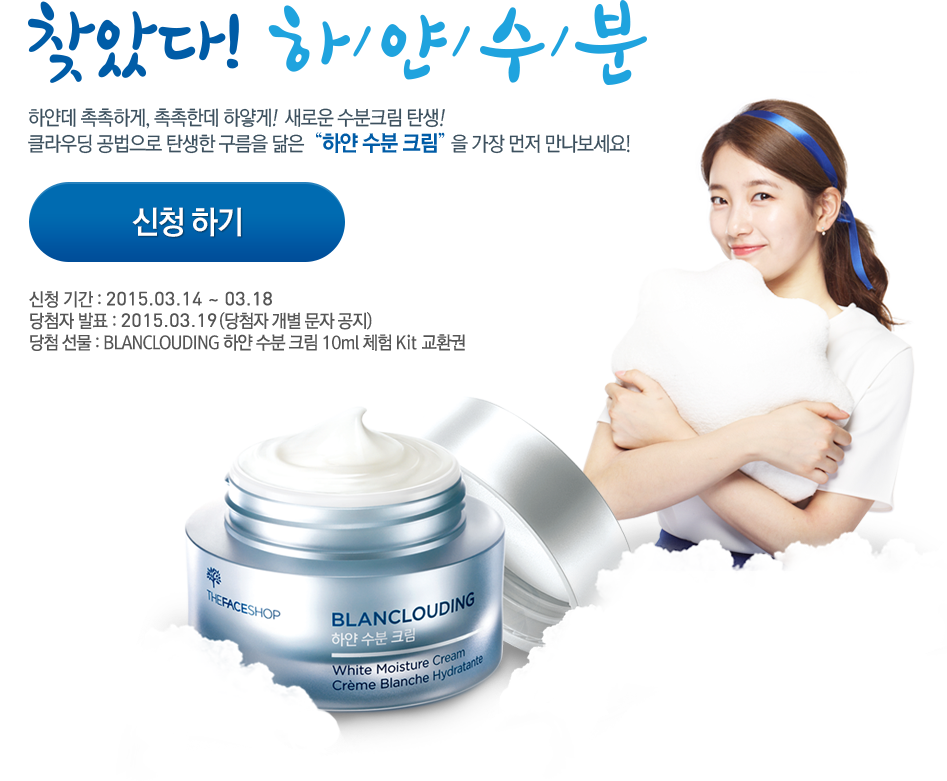 찾았다! 하/얀/수/분
하얀데 촉촉하게, 촉촉한데 하얗게! 새로운 수분크림 탄생!
클라우딩 공법으로 탄생한 구름을 닮은 “하얀 수분 크림” 을 가장 먼저 만나보세요!
신청 하기
신청 기간 : 2015.03.14 ~ 03.18
당첨자 발표 : 2015.03.19 (당첨자 개별 문자 공지)
당첨 선물 : BLANCLOUDING 하얀 수분 크림 10ml 체험 Kit 교환권
THEFACESHOP
BLANCLOUDING
하얀 수분 크림
White Moisture Cream
Crème Blanche Hydratante